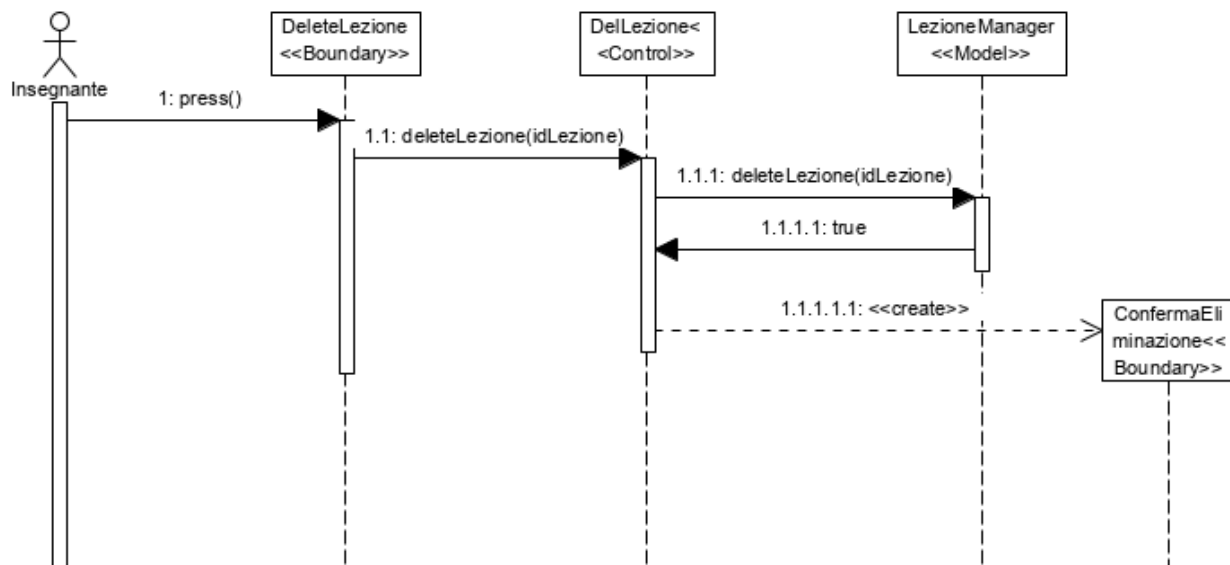 DeleteLezione
<<Boundary>>
DelLezione<
<Control>>
LezioneManager
<<Model>>
Insegnante
1: press()
1.1: deleteLezione(idLezione)
1.1.1: deleteLezione(idLezione)
1.1.1.1: true
1.1.1.1.1: <<create>>
ConfermaEli
minazione<<
Boundary>>